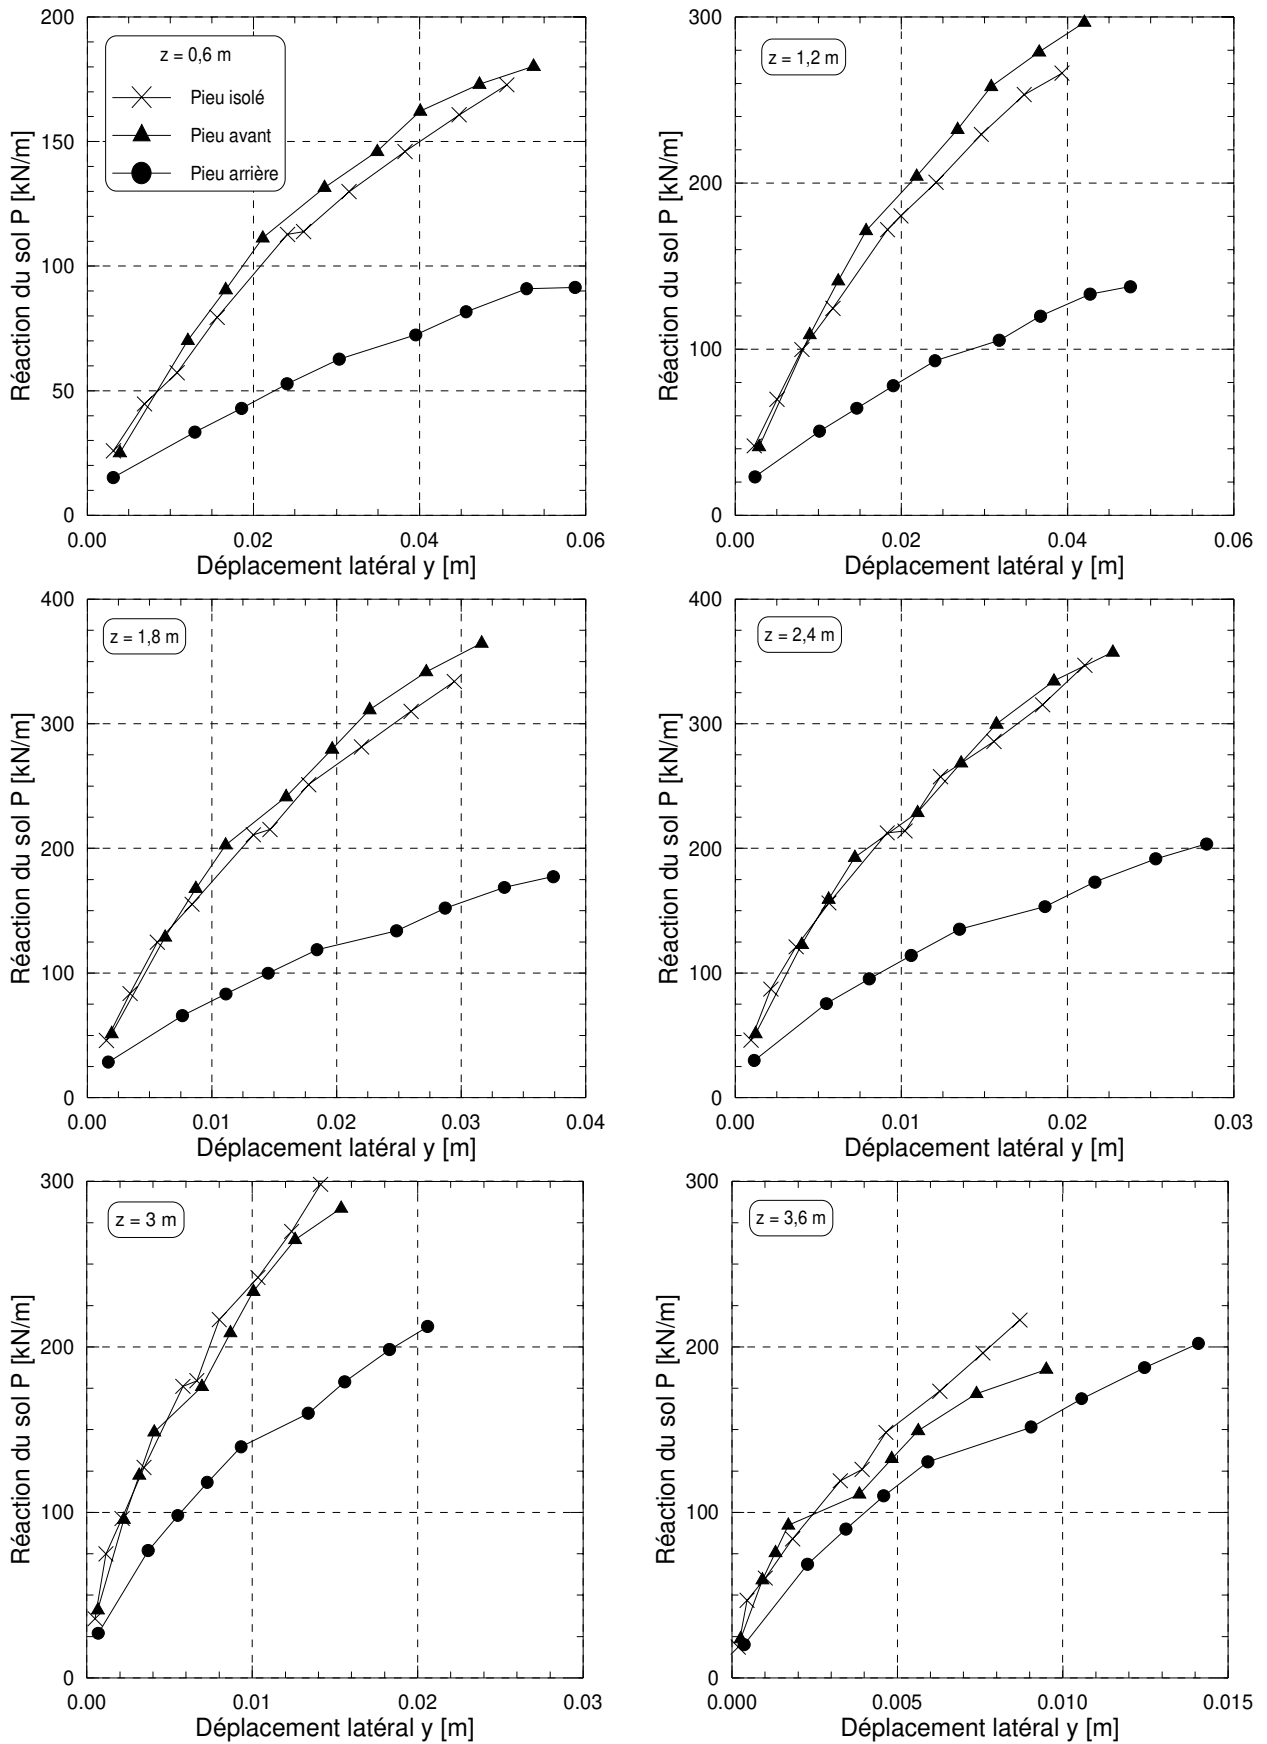 200
150
100
50
0
Réaction du sol P [kN/m]
z = 0,6 m
Pieu isolé
Pieu avant
Pieu arrière
0.00 0.02 0.04 0.06
Déplacement latéral y [m]
300
200
100
0
Réaction du sol P [kN/m]
z = 1,2 m
0.00 0.02 0.04 0.06
Déplacement latéral y [m]
400
300
200
100
0
Réaction du sol P [kN/m]
z = 1,8 m
0.00 0.01 0.02 0.03 0.04
Déplacement latéral y [m]
400
300
200
100
0
Réaction du sol P [kN/m]
z = 2,4 m
0.00 0.01 0.02 0.03
Déplacement latéral y [m]
300
200
100
0
Réaction du sol P [kN/m]
z = 3 m
0.00 0.01 0.02 0.03
Déplacement latéral y [m]
300
200
100
0
Réaction du sol P [kN/m]
z = 3,6 m
0.000 0.005 0.010 0.015
Déplacement latéral y [m]